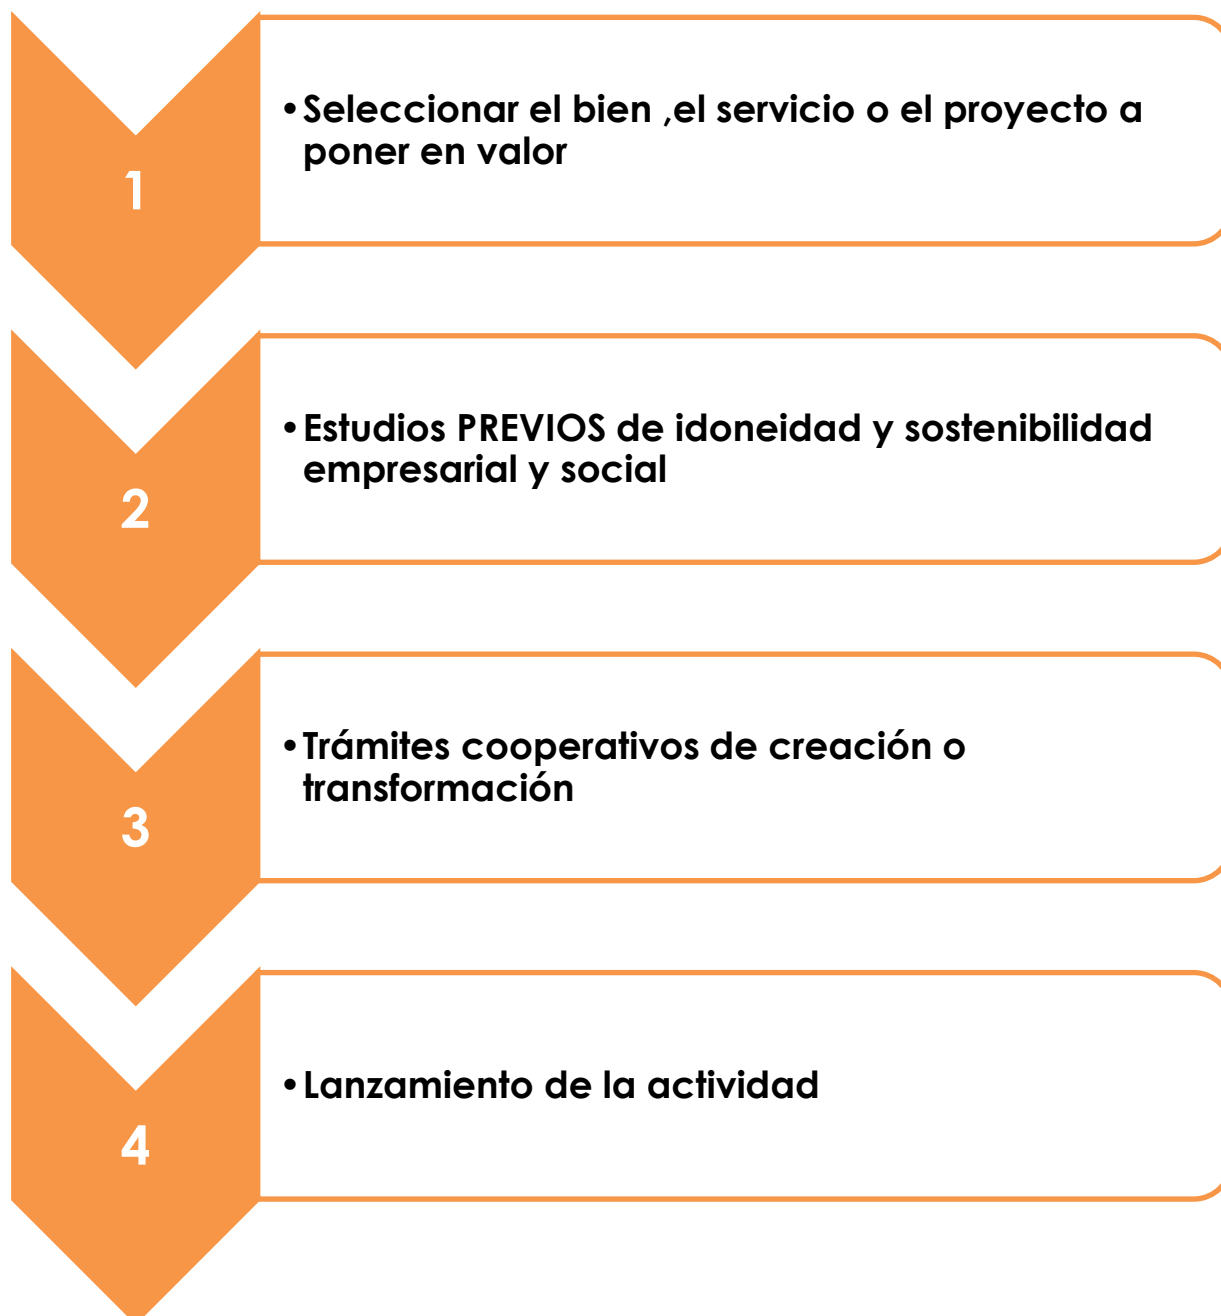 1
•Seleccionar el bien ,el servicio o el proyecto a
poner en valor
2
•Estudios PREVIOS de idoneidad y sostenibilidad
empresarial y social
3
•Trámites cooperativos de creación o
transformación
4
•Lanzamiento de la actividad